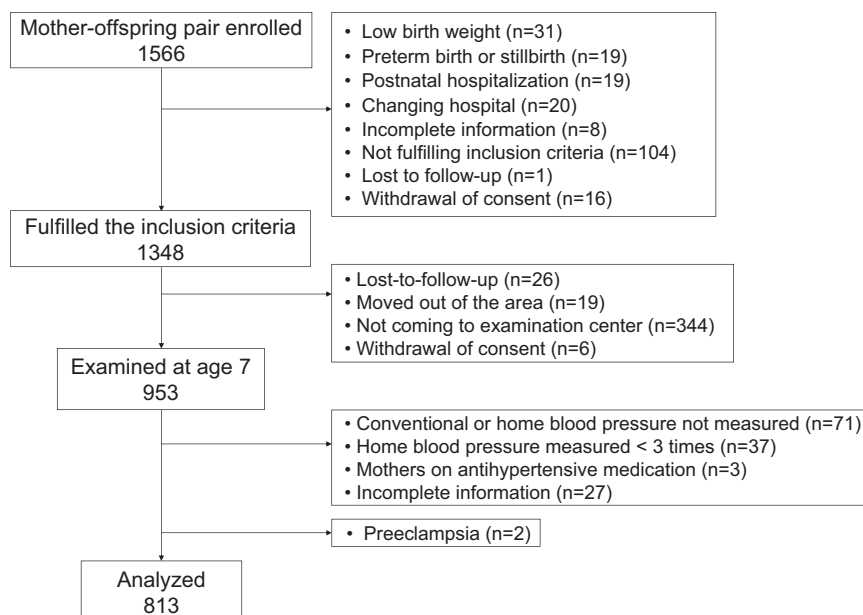 Mother-offspring pair enrolled
1566
• Low birth weight (n=31)
• Preterm birth or stillbirth (n=19)
• Postnatal hospitalization (n=19)
• Changing hospital (n=20)
• Incomplete information (n=8)
• Not fulfilling inclusion criteria (n=104)
• Lost to follow-up (n=1)
• Withdrawal of consent (n=16)
Fulfilled the inclusion criteria
1348
• Lost-to-follow-up (n=26)
• Moved out of the area (n=19)
• Not coming to examination center (n=344)
• Withdrawal of consent (n=6)
Examined at age 7
953
• Conventional or home blood pressure not measured (n=71)
• Home blood pressure measured < 3 times (n=37)
• Mothers on antihypertensive medication (n=3)
• Incomplete information (n=27)
• Preeclampsia (n=2)
Analyzed
813